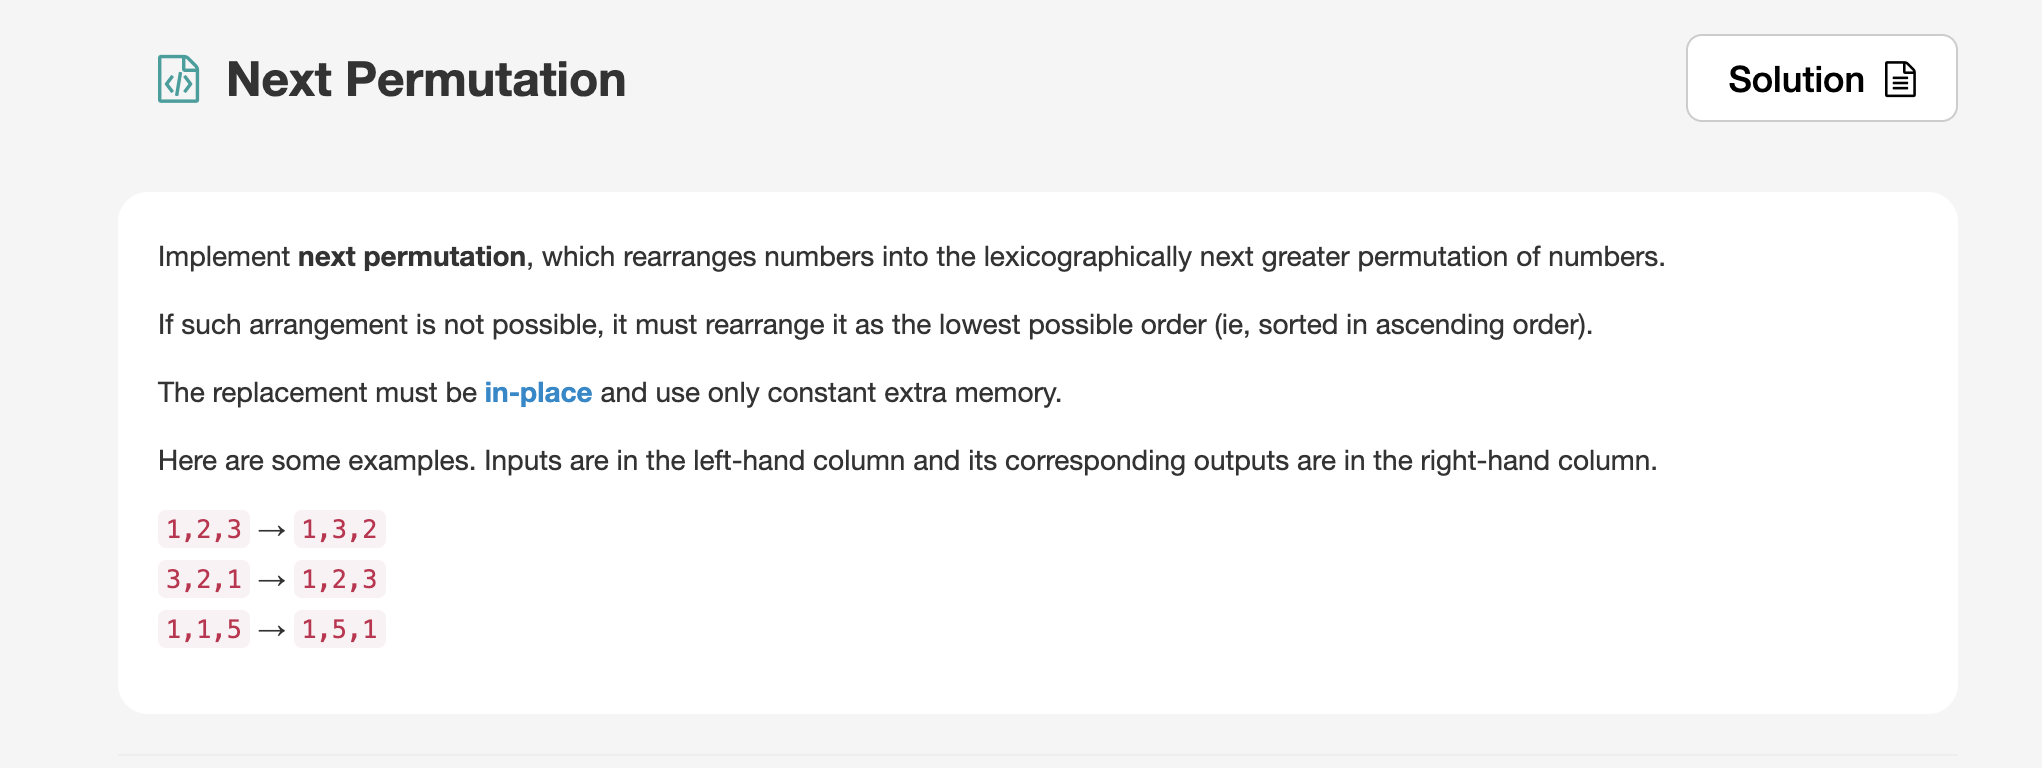 </> Next Permutation
Solution
Implement next permutation, which rearranges numbers into the lexicographically next greater permutation of numbers.
If such arrangement is not possible, it must rearrange it as the lowest possible order (ie, sorted in ascending order).
The replacement must be in-place and use only constant extra memory.
Here are some examples. Inputs are in the left-hand column and its corresponding outputs are in the right-hand column.
1,2,3 → 1,3,2
3,2,1 → 1,2,3
1,1,5 → 1,5,1